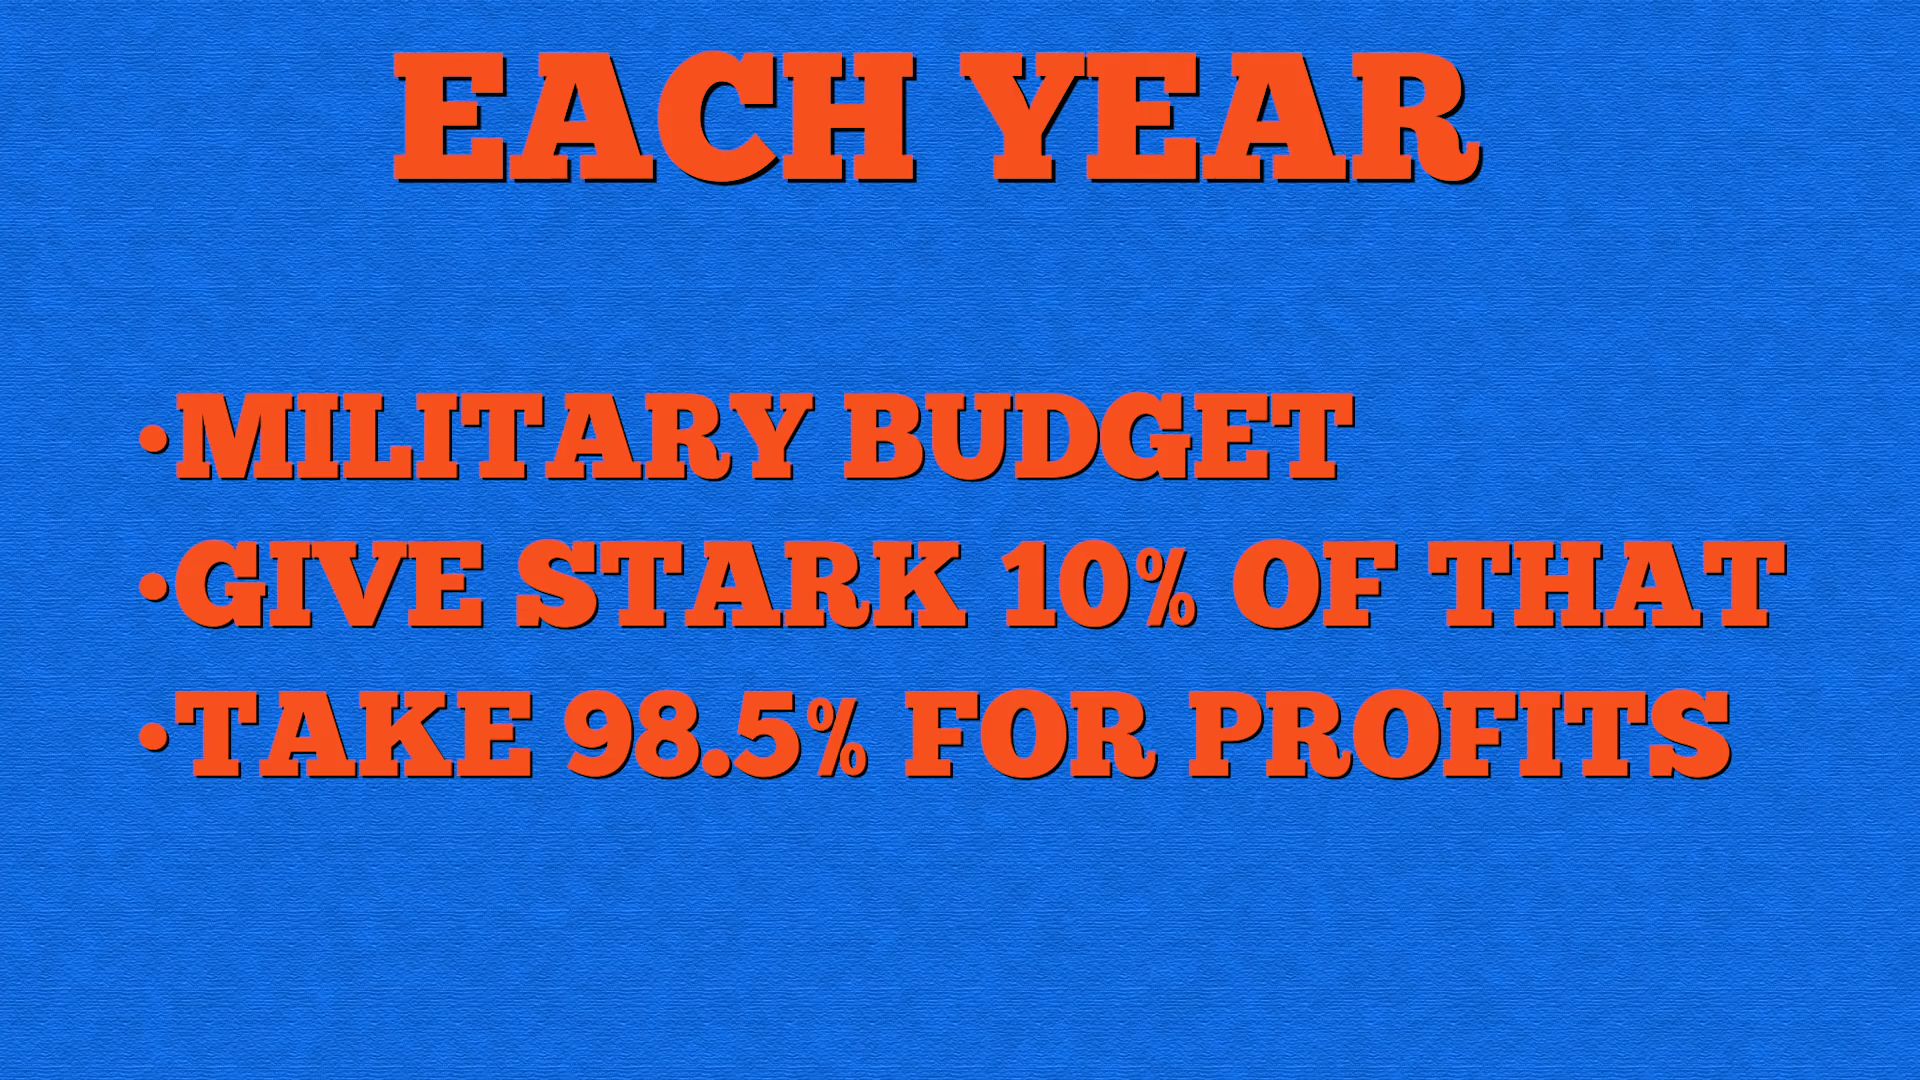 EACH YEAR
•MILITARY BUDGET
•GIVE STARK 10% OF THAT
•TAKE 98.5% FOR PROFITS